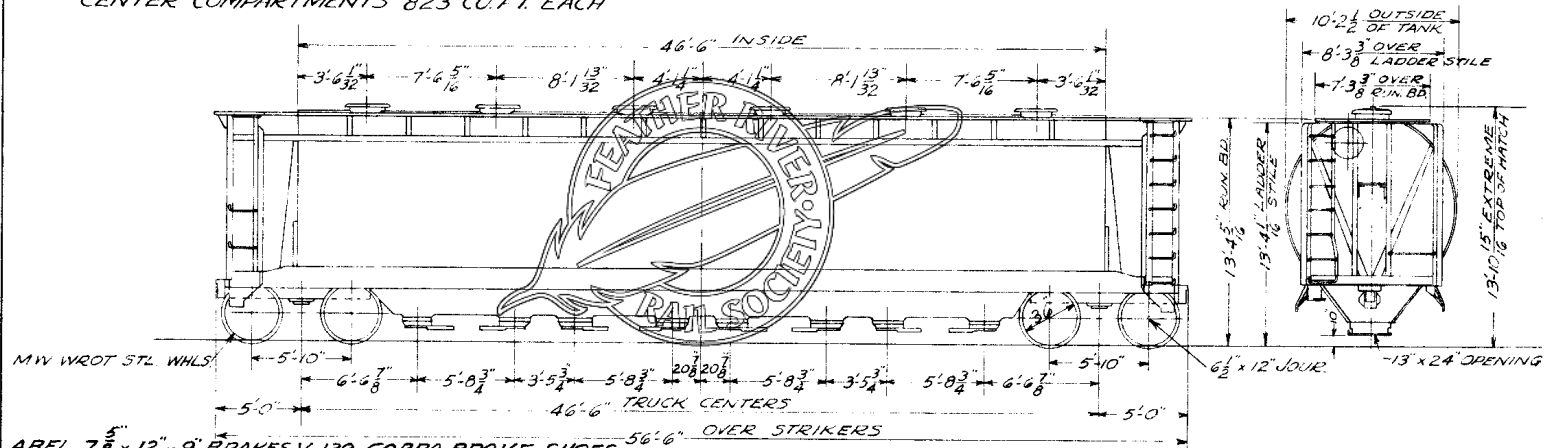 CENTER COMPARTMENTS 823 CU.FT. EACH
46'-6" INSIDE
3'-6 1/32" 7'-6 5/16" 8'-1 13/32" 4'-1 1/4" 4'-1 1/4" 8'-1 13/32" 7'-6 5/16" 3'-6 1/32"
10'-2 1/2" OUTSIDE OF TANK
8'-3 3/8" OVER LADDER STILE
7'-3 3/8" OVER RUN. BD.
FEATHER RIVER
RAIL SOCIETY
13'-4 5/16" RUN. BD.
13'-4 1/16" LADDER STILE
13'-10 15/16" EXTREME TOP OF HATCH
36"
10"
MW WROT STL WHLS
5'-10" 5'-10"
6 1/2" x 12" JOUR.
13" x 24" OPENING
6'-6 7/8" 5'-8 3/4" 3'-5 3/4" 5'-8 3/4" 20 7/8" 20 7/8" 5'-8 3/4" 3'-5 3/4" 5'-8 3/4" 6'-6 7/8"
5'-0" 46'-6" TRUCK CENTERS 5'-0"
56'-6" OVER STRIKERS